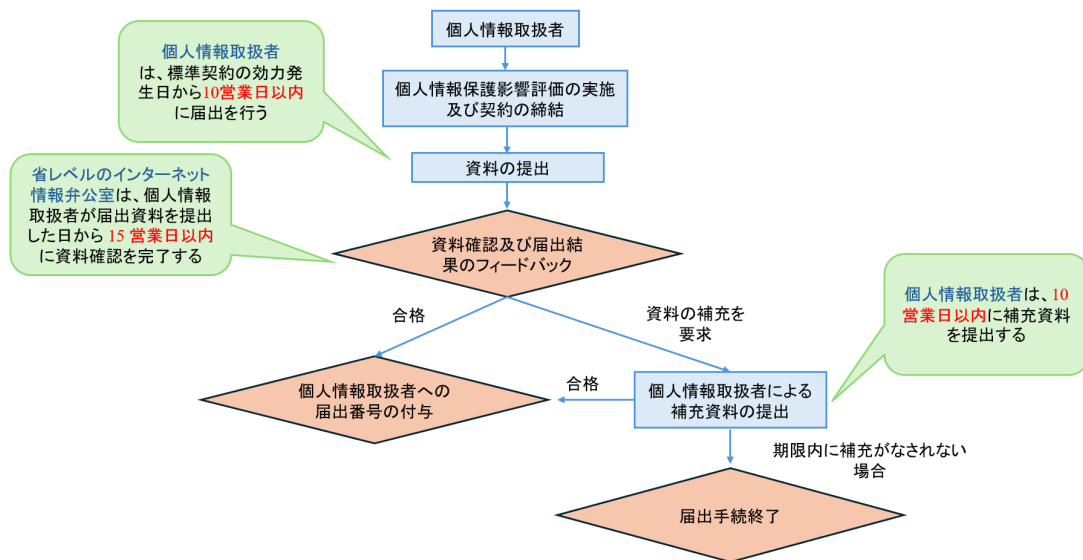 個人情報取扱者
個人情報取扱者
は、標準契約の効力発
生日から10営業日以内
に届出を行う
個人情報保護影響評価の実施
及び契約の締結
資料の提出
省レベルのインターネット
情報弁公室は、個人情報
取扱者が届出資料を提出
した日から 15 営業日以内
に資料確認を完了する
資料確認及び届出結
果のフィードバック
合格
資料の補充を
要求
個人情報取扱者は、10
営業日以内に補充資料
を提出する
個人情報取扱者への
届出番号の付与
合格
個人情報取扱者による
補充資料の提出
期限内に補充がなされない
場合
届出手続終了